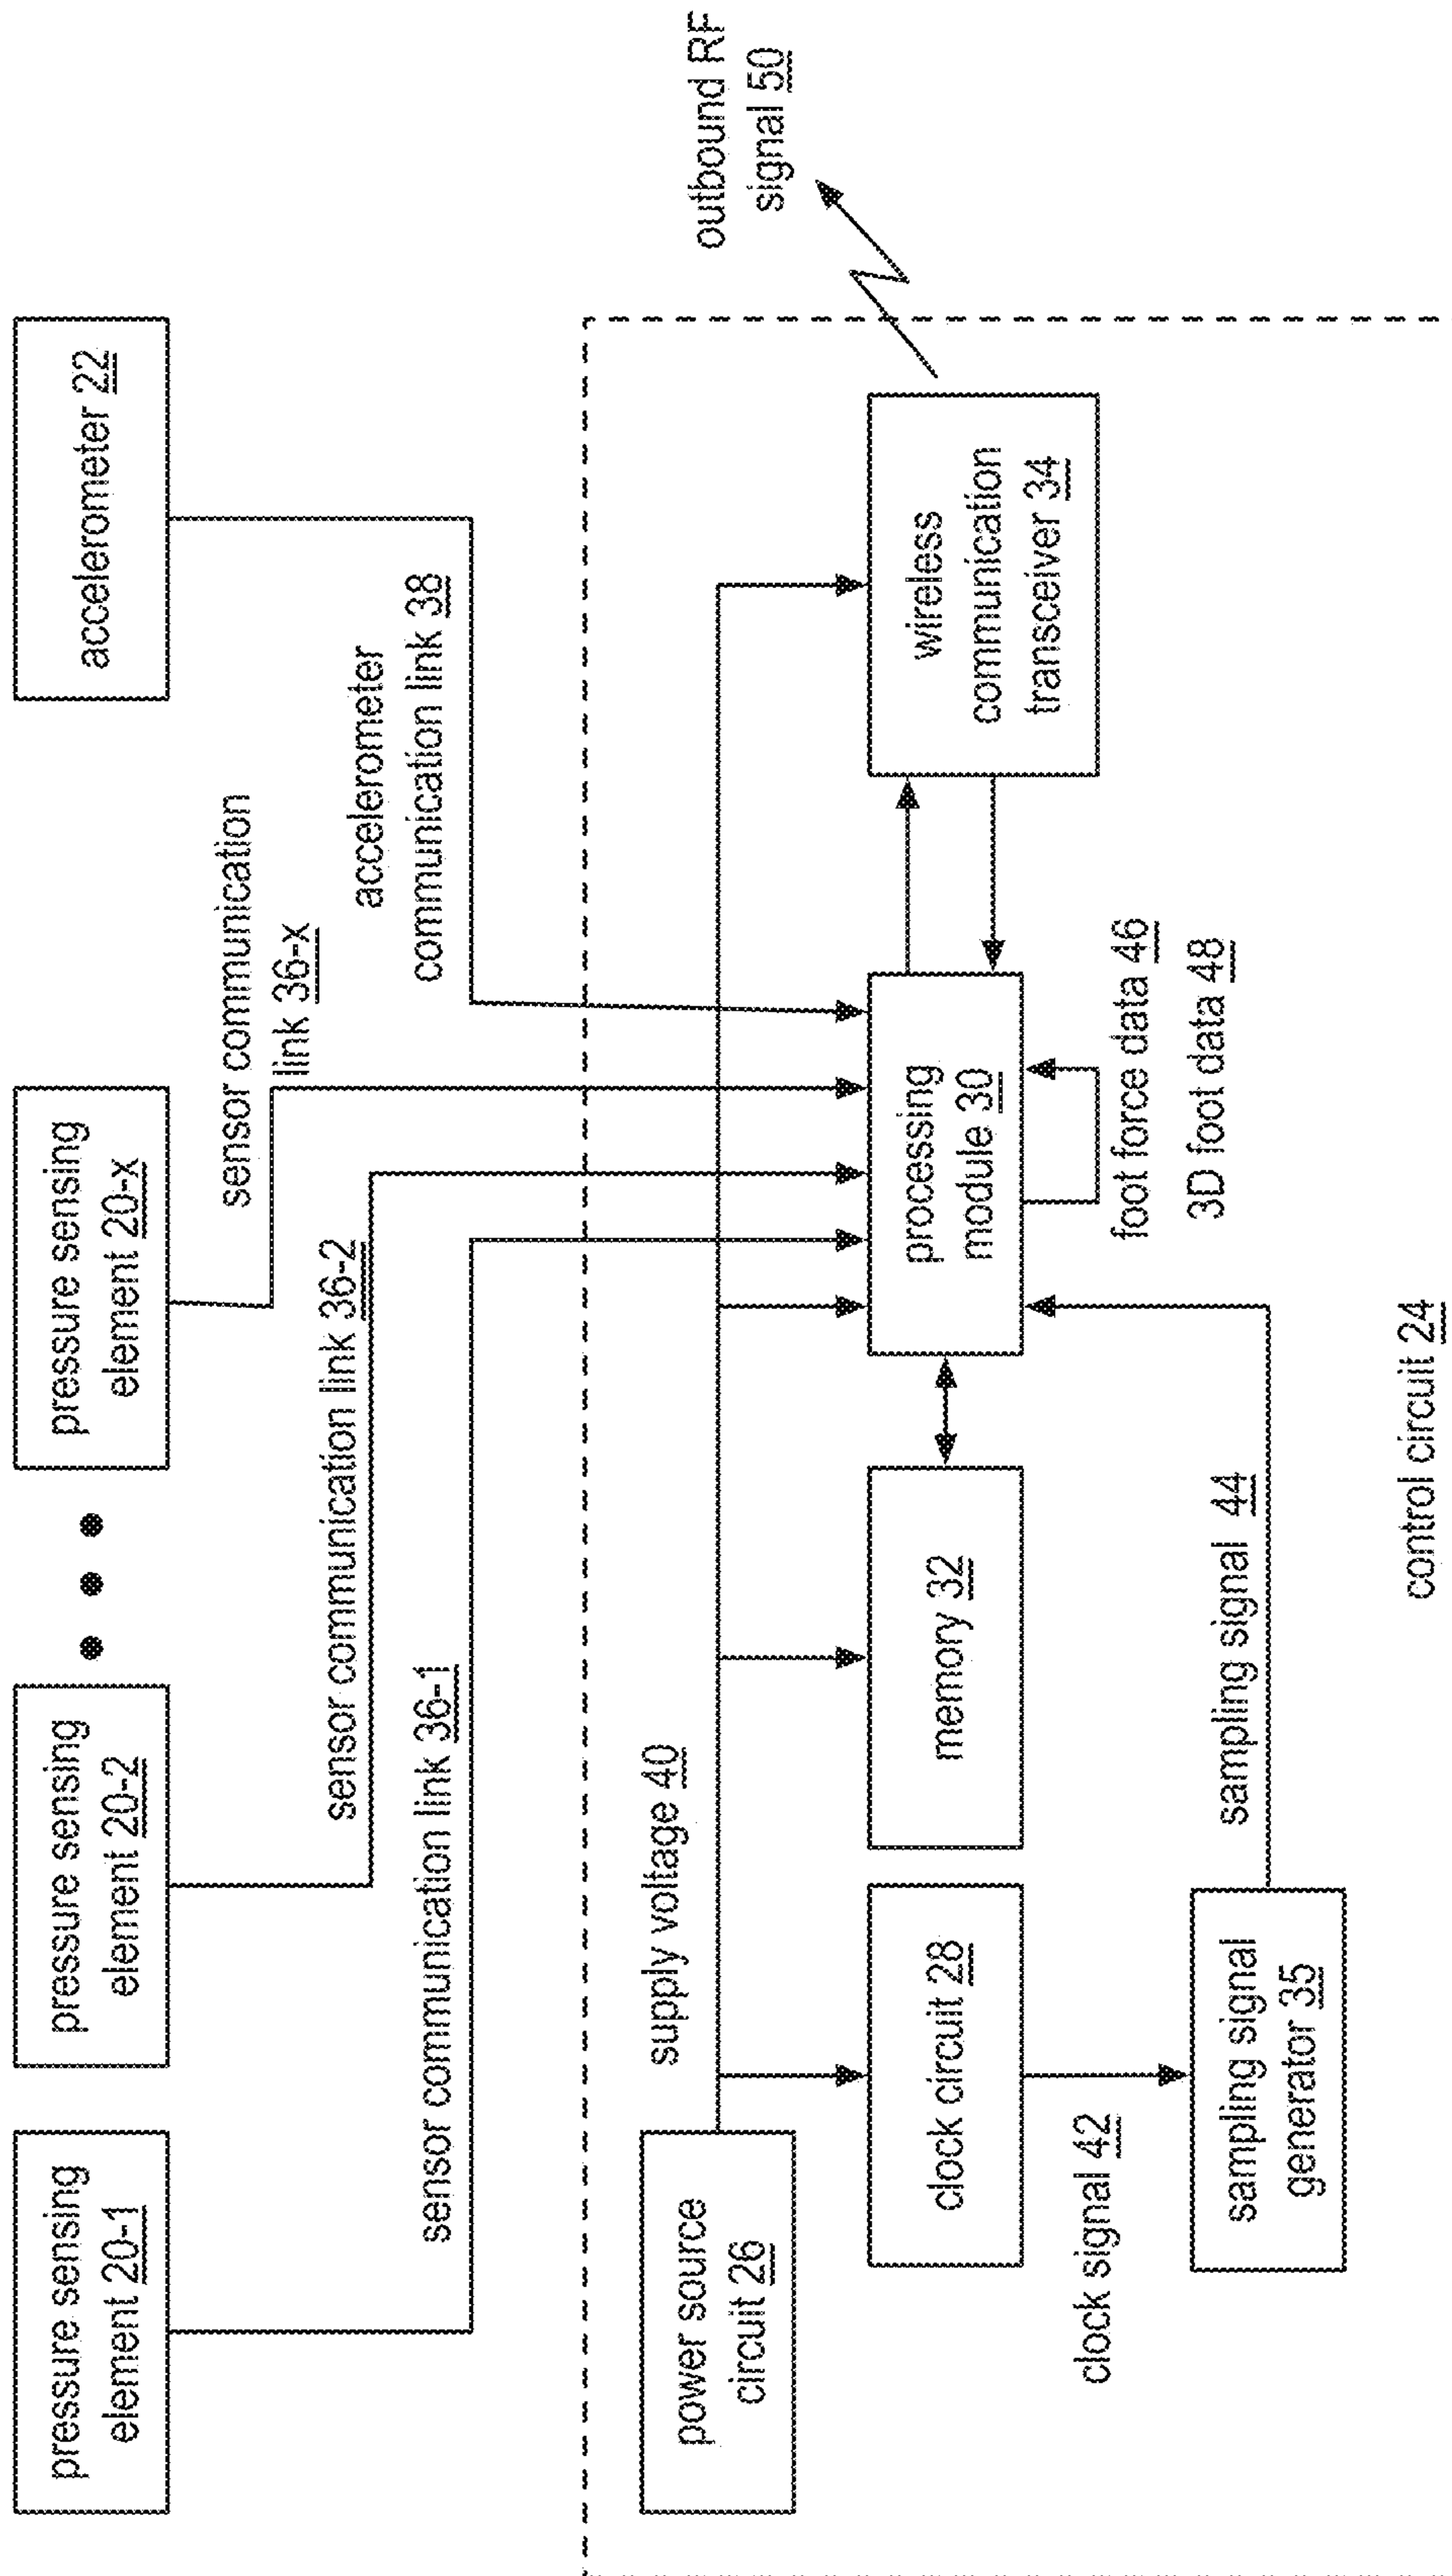 pressure sensing
element 20-1
pressure sensing
element 20-2
pressure sensing
element 20-x
accelerometer 22
sensor communication
link 36-x
sensor communication link 36-2
accelerometer
communication link 38
sensor communication link 36-1
outbound RF
signal 50
supply voltage 40
power source
circuit 26
clock circuit 28
memory 32
processing
module 30
wireless
communication
transceiver 34
clock signal 42
foot force data 46
3D foot data 48
sampling signal 44
sampling signal
generator 35
control circuit 24